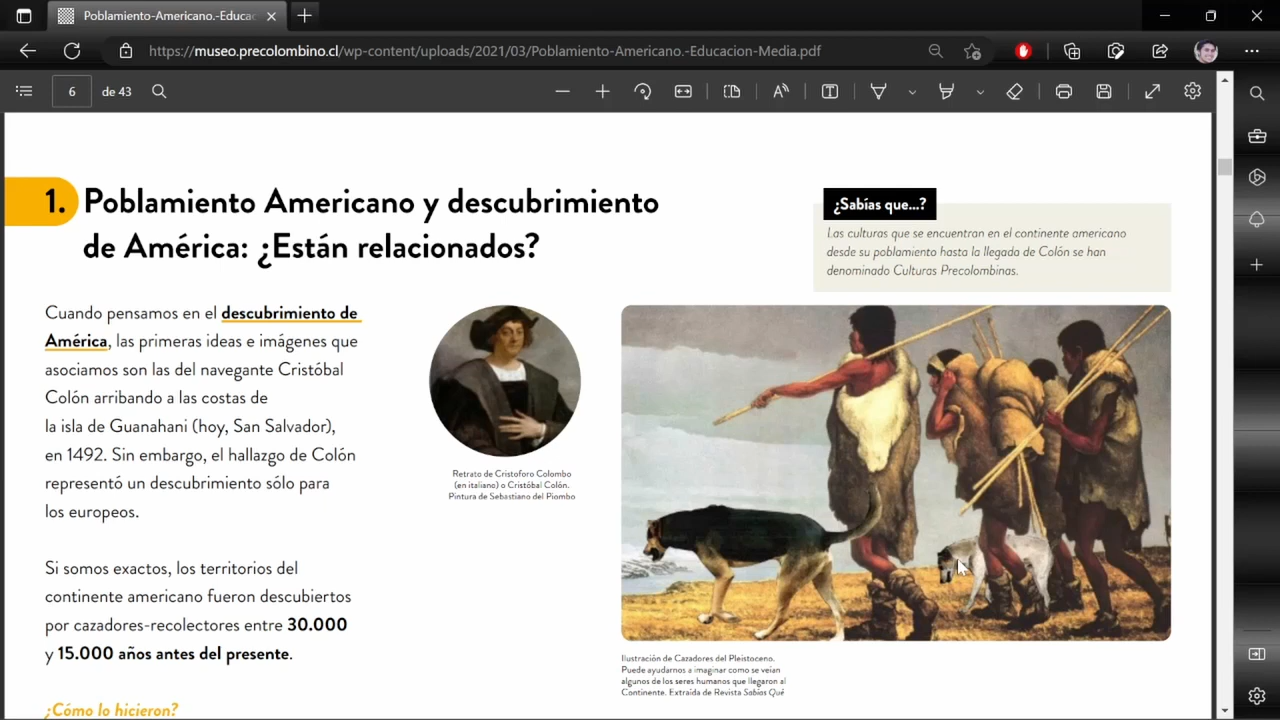 Poblamiento-Americano.-Educac
https://museo.precolombino.cl/wp-content/uploads/2021/03/Poblamiento-Americano.-Educacion-Media.pdf
6 de 43
1. Poblamiento Americano y descubrimiento
de América: ¿Están relacionados?
¿Sabías que...?
Las culturas que se encuentran en el continente americano
desde su poblamiento hasta la llegada de Colón se han
denominado Culturas Precolombinas.
Cuando pensamos en el descubrimiento de
América, las primeras ideas e imágenes que
asociamos son las del navegante Cristóbal
Colón arribando a las costas de
la isla de Guanahani (hoy, San Salvador),
en 1492. Sin embargo, el hallazgo de Colón
representó un descubrimiento sólo para
los europeos.
Si somos exactos, los territorios del
continente americano fueron descubiertos
por cazadores-recolectores entre 30.000
y 15.000 años antes del presente.
¿Cómo lo hicieron?
Retrato de Cristoforo Colombo
(en italiano) o Cristóbal Colón.
Pintura de Sebastiano del Piombo
Ilustración de Cazadores del Pleistoceno.
Puede ayudarnos a imaginar como se veían
algunos de los seres humanos que llegaron al
Continente. Extraída de Revista Sabías Qué